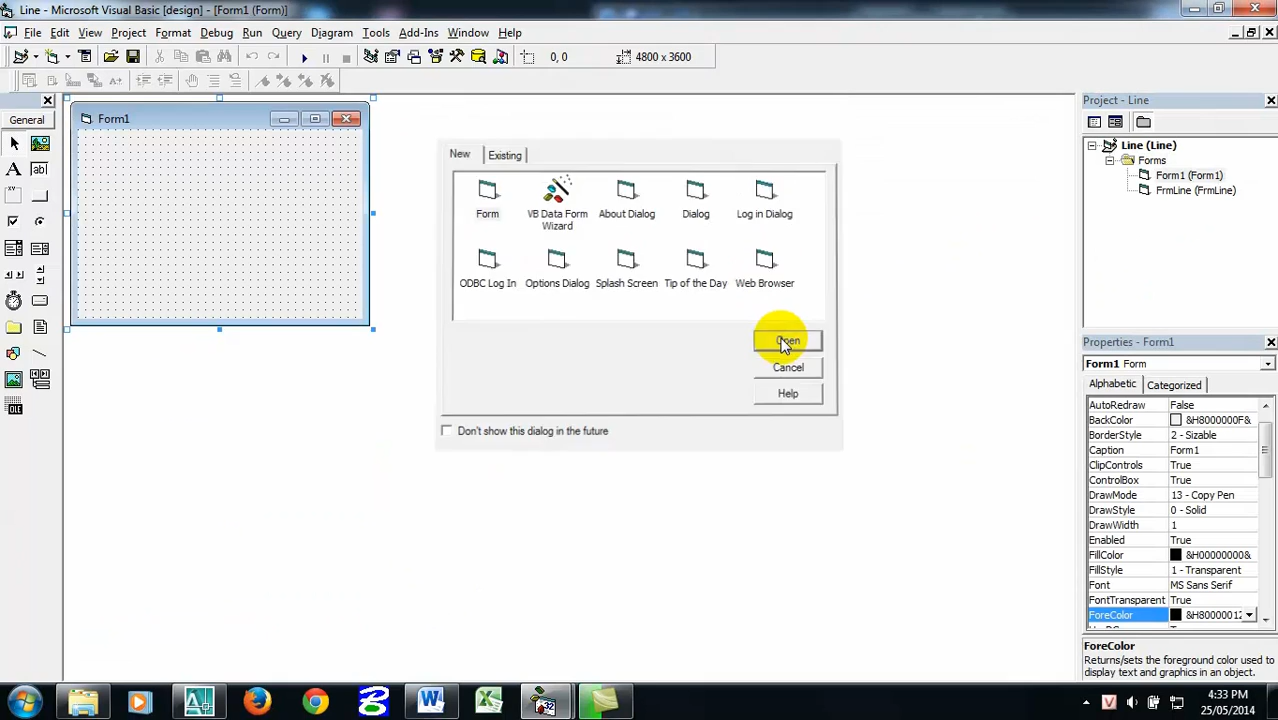 Line - Microsoft Visual Basic [design] - [Form1 (Form)]
File Edit View Project Format Debug Run Query Diagram Tools Add-Ins Window Help
0, 0 4800 x 3600
General
A ab|
OLE
Form1
New Existing
Form VB Data Form Wizard About Dialog Dialog Log in Dialog
ODBC Log In Options Dialog Splash Screen Tip of the Day Web Browser
Open
Cancel
Help
Don't show this dialog in the future
Project - Line
Line (Line)
Forms
Form1 (Form1)
FrmLine (FrmLine)
Properties - Form1
Form1 Form
Alphabetic Categorized
AutoRedraw False
BackColor &H8000000F&
BorderStyle 2 - Sizable
Caption Form1
ClipControls True
ControlBox True
DrawMode 13 - Copy Pen
DrawStyle 0 - Solid
DrawWidth 1
Enabled True
FillColor &H00000000&
FillStyle 1 - Transparent
Font MS Sans Serif
FontTransparent True
ForeColor &H80000012
ForeColor
Returns/sets the foreground color used to
display text and graphics in an object.
32
V
4:33 PM
25/05/2014